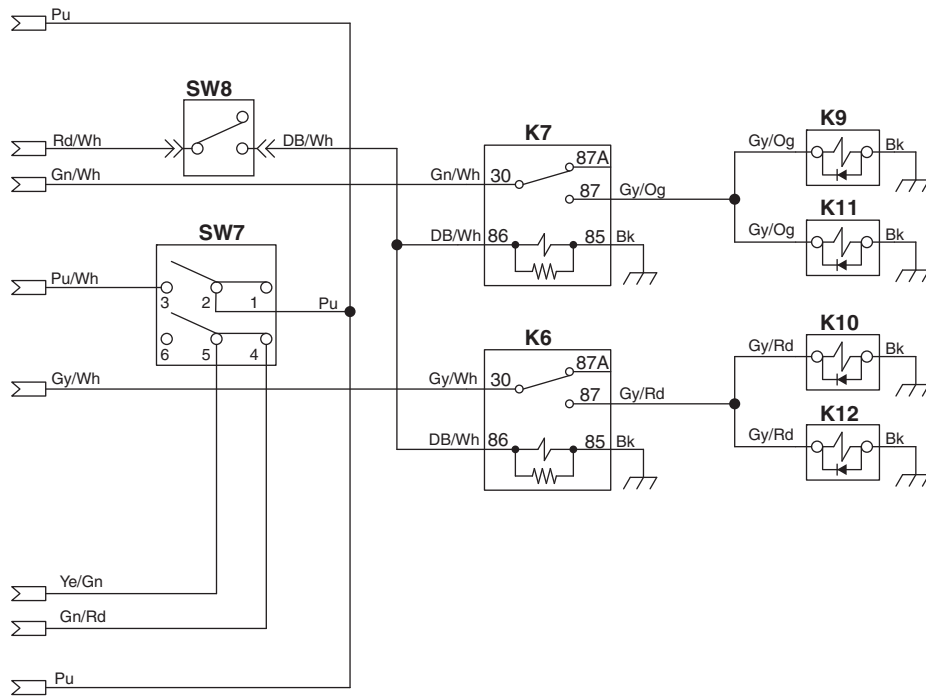 Pu
SW8
K9
Rd/Wh
DB/Wh
K7
Gy/Og
Bk
87A
Gn/Wh
Gn/Wh
30
87
Gy/Og
K11
SW7
DB/Wh
86
85
Bk
Gy/Og
Bk
Pu/Wh
3
2
1
Pu
K10
K6
6
5
4
Gy/Rd
Bk
87A
Gy/Wh
Gy/Wh
30
87
Gy/Rd
K12
DB/Wh
86
85
Bk
Gy/Rd
Bk
Ye/Gn
Gn/Rd
Pu